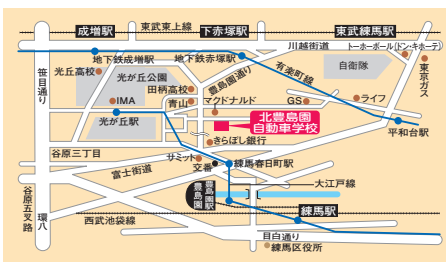 成増駅
東武東上線
下赤塚駅
東武練馬駅
川越街道
トーホーボール(ドン・キホーテ)
笹目通り
地下鉄成増駅
地下鉄赤塚駅
有楽町線
自衛隊
東京ガス
光丘高校
光が丘公園
田柄高校
豊島園通り
IMA
青山
マクドナルド
GS
ライフ
光が丘駅
北豊島園
自動車学校
平和台駅
きらぼし銀行
谷原三丁目
サミット
交番
練馬春日町駅
富士街道
大江戸線
豊島園
豊島園駅
練馬駅
谷原五叉路
環八
西武池袋線
目白通り
練馬区役所